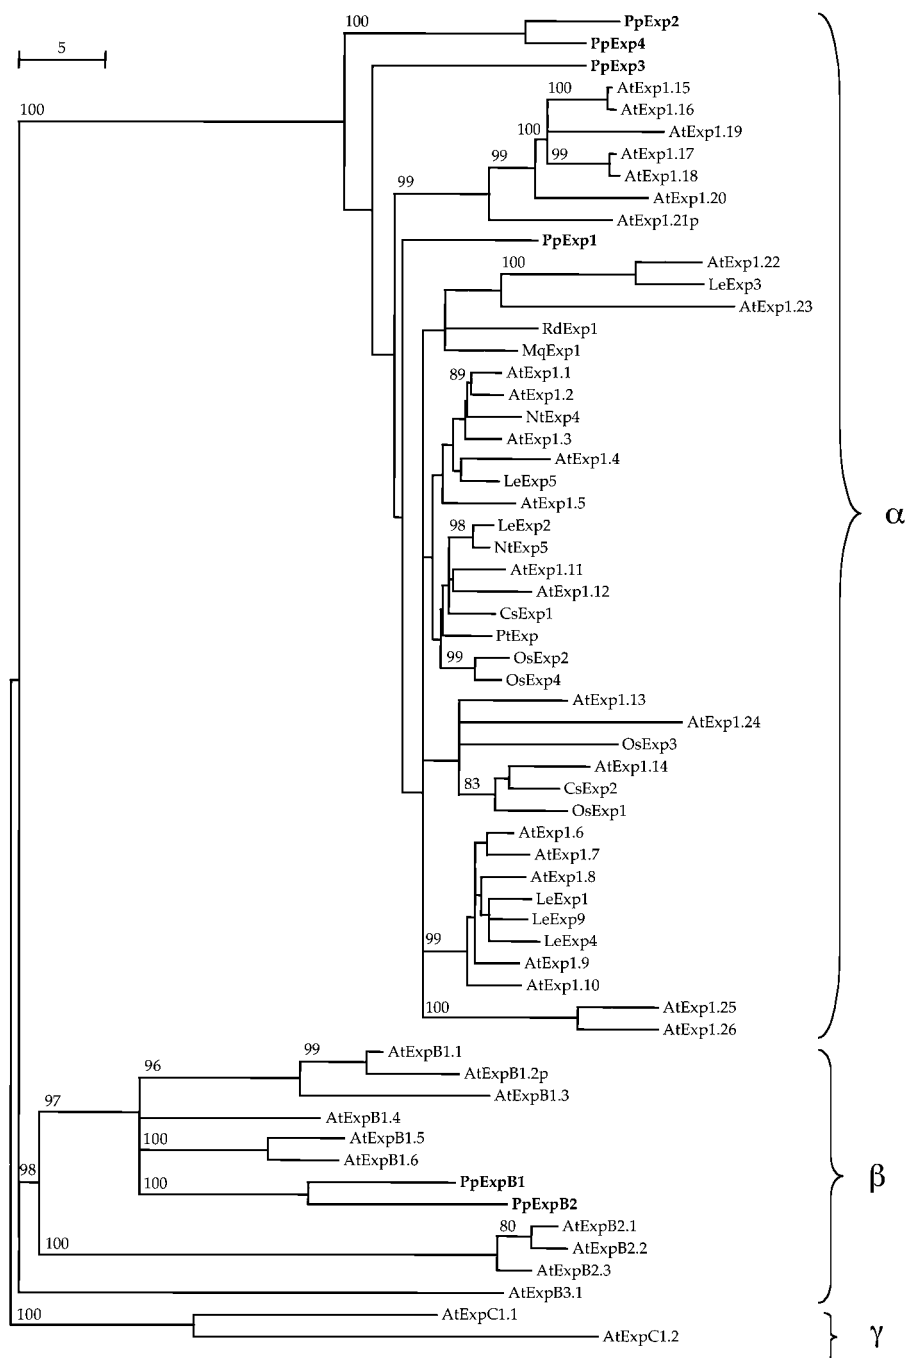 100
PpExp2
5
PpExp4
PpExp3
100
AtExp1.15
100
AtExp1.16
100
AtExp1.19
99
99
AtExp1.17
99
AtExp1.18
AtExp1.20
AtExp1.21p
PpExp1
100
AtExp1.22
LeExp3
AtExp1.23
RdExp1
MqExp1
89
AtExp1.1
AtExp1.2
NtExp4
AtExp1.3
AtExp1.4
LeExp5
AtExp1.5
α
98
LeExp2
NtExp5
AtExp1.11
AtExp1.12
CsExp1
PtExp
99
OsExp2
OsExp4
AtExp1.13
AtExp1.24
OsExp3
AtExp1.14
83
CsExp2
OsExp1
AtExp1.6
AtExp1.7
AtExp1.8
LeExp1
LeExp9
99
LeExp4
AtExp1.9
AtExp1.10
100
AtExp1.25
AtExp1.26
99
AtExpB1.1
96
AtExpB1.2p
AtExpB1.3
97
AtExpB1.4
100
AtExpB1.5
AtExpB1.6
98
β
100
PpExpB1
PpExpB2
80
AtExpB2.1
100
AtExpB2.2
AtExpB2.3
AtExpB3.1
100
AtExpC1.1
AtExpC1.2
γ